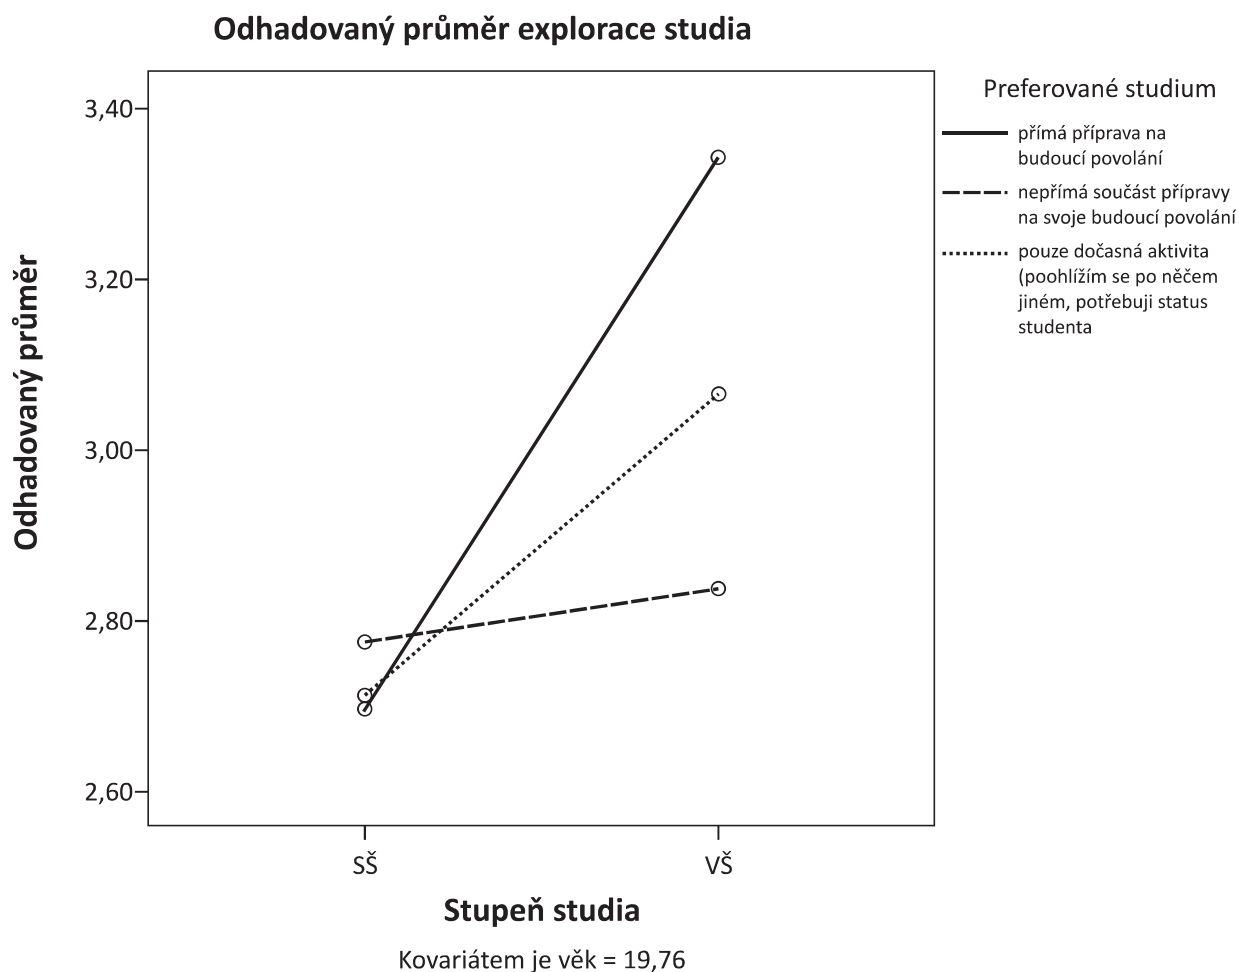 Odhadovaný průměr explorace studia
Odhadovaný průměr
3,40
3,20
3,00
2,80
2,60
SŠ
VŠ
Stupeň studia
Kovariátem je věk = 19,76
Preferované studium
přímá příprava na
budoucí povolání
nepřímá součást přípravy
na svoje budoucí povolání
pouze dočasná aktivita
(poohlížím se po něčem
jiném, potřebuji status
studenta